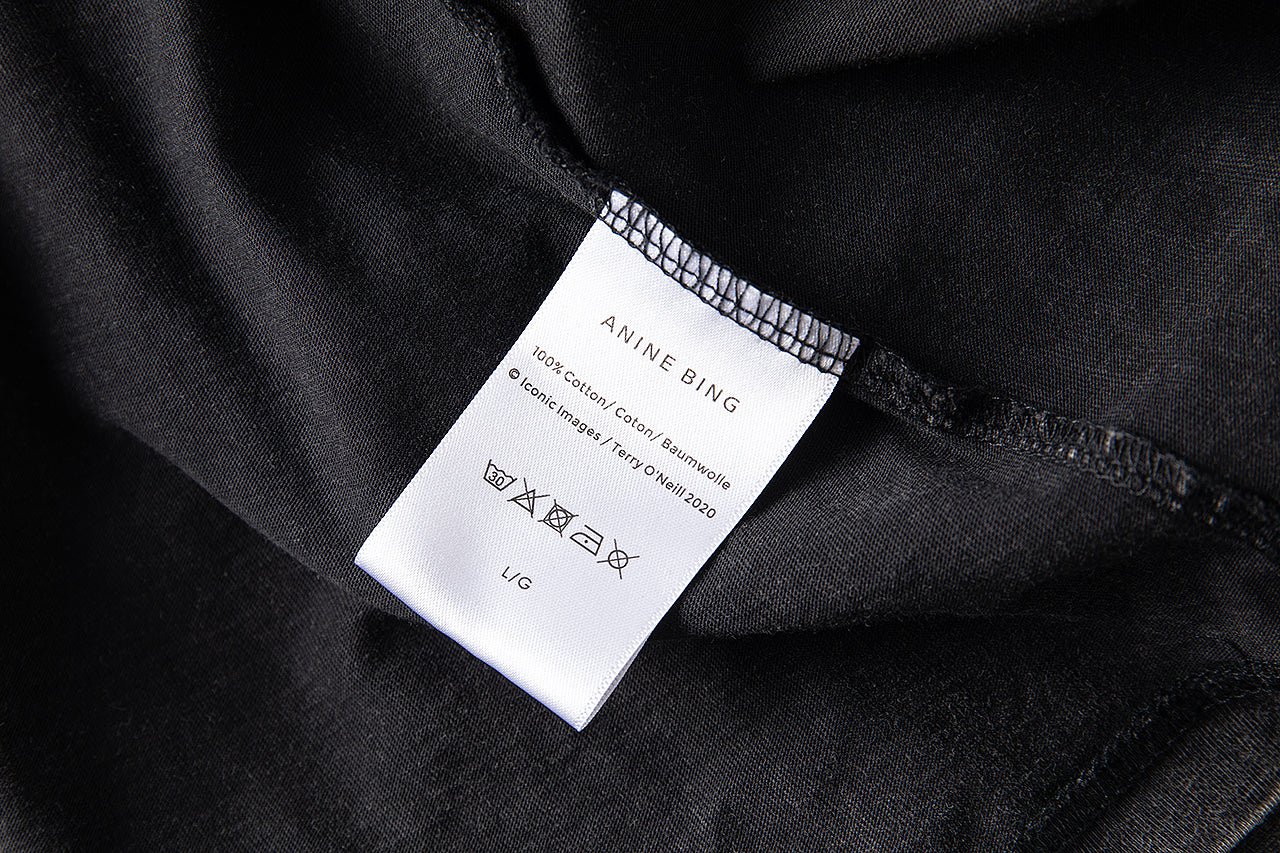 ANINE BING
100% Cotton/ Coton/ Baumwolle
© Iconic Images / Terry O'Neill 2020
30
L/G